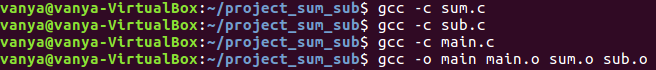 vanya@vanya-VirtualBox:~/project_sum_sub$ gcc -c sum.c
vanya@vanya-VirtualBox:~/project_sum_sub$ gcc -c sub.c
vanya@vanya-VirtualBox:~/project_sum_sub$ gcc -c main.c
vanya@vanya-VirtualBox:~/project_sum_sub$ gcc -o main main.o sum.o sub.o